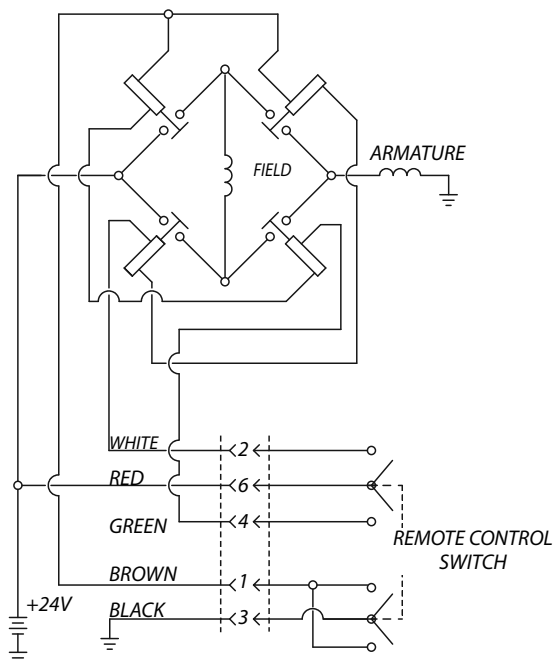 FIELD
ARMATURE
WHITE
2
RED
6
GREEN
4
REMOTE CONTROL
SWITCH
BROWN
1
+24V
BLACK
3